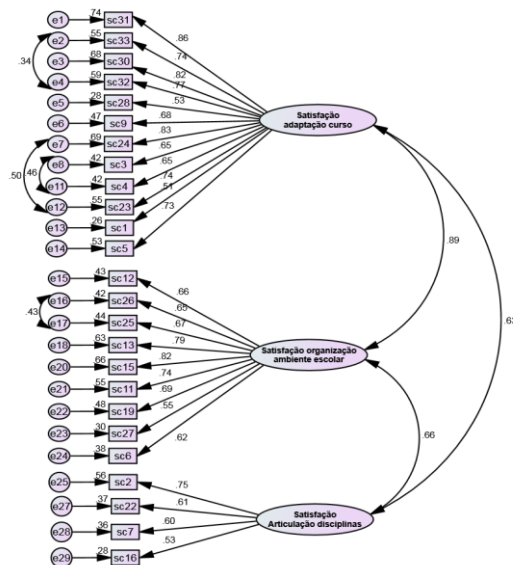 e1 .74 sc31
e2 .55 sc33
e3 .68 sc30
e4 .59 sc32
e5 .28 sc28
e6 .47 sc9
e7 .69 sc24
e8 .42 sc3
e11 .42 sc4
e12 .55 sc23
e13 .26 sc1
e14 .53 sc5
.34
.46
.50
.86
.74
.82
.77
.53
.68
.83
.65
.65
.74
.51
.73
Satisfação
adaptação curso
.89
e15 .43 sc12
e16 .42 sc26
e17 .44 sc25
e18 .63 sc13
e20 .66 sc15
e21 .55 sc11
e22 .48 sc19
e23 .30 sc27
e24 .38 sc6
.43
.66
.65
.67
.79
.82
.74
.69
.55
.62
Satisfação organização
ambiente escolar
.66
e25 .56 sc2
e27 .37 sc22
e28 .36 sc7
e29 .28 sc16
.75
.61
.60
.53
Satisfação
Articulação disciplinas